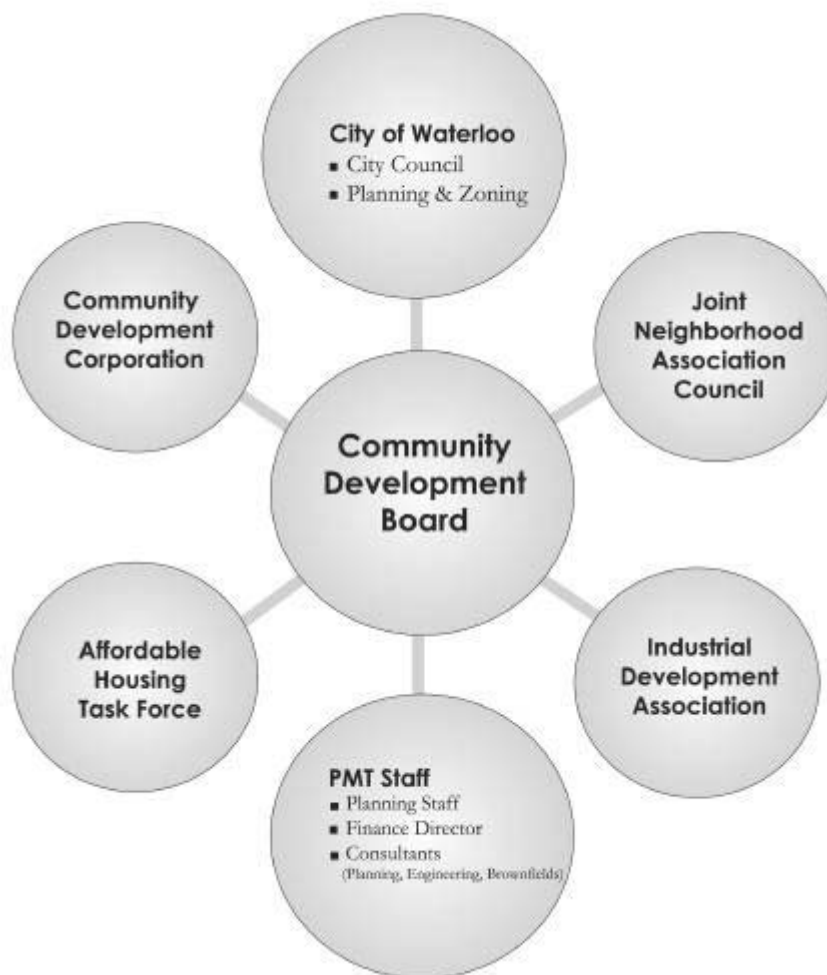 City of Waterloo
▪ City Council
▪ Planning & Zoning
Community
Development
Corporation
Joint
Neighborhood
Association
Council
Community
Development
Board
Affordable
Housing
Task Force
Industrial
Development
Association
PMT Staff
▪ Planning Staff
▪ Finance Director
▪ Consultants
(Planning, Engineering, Brownfields)